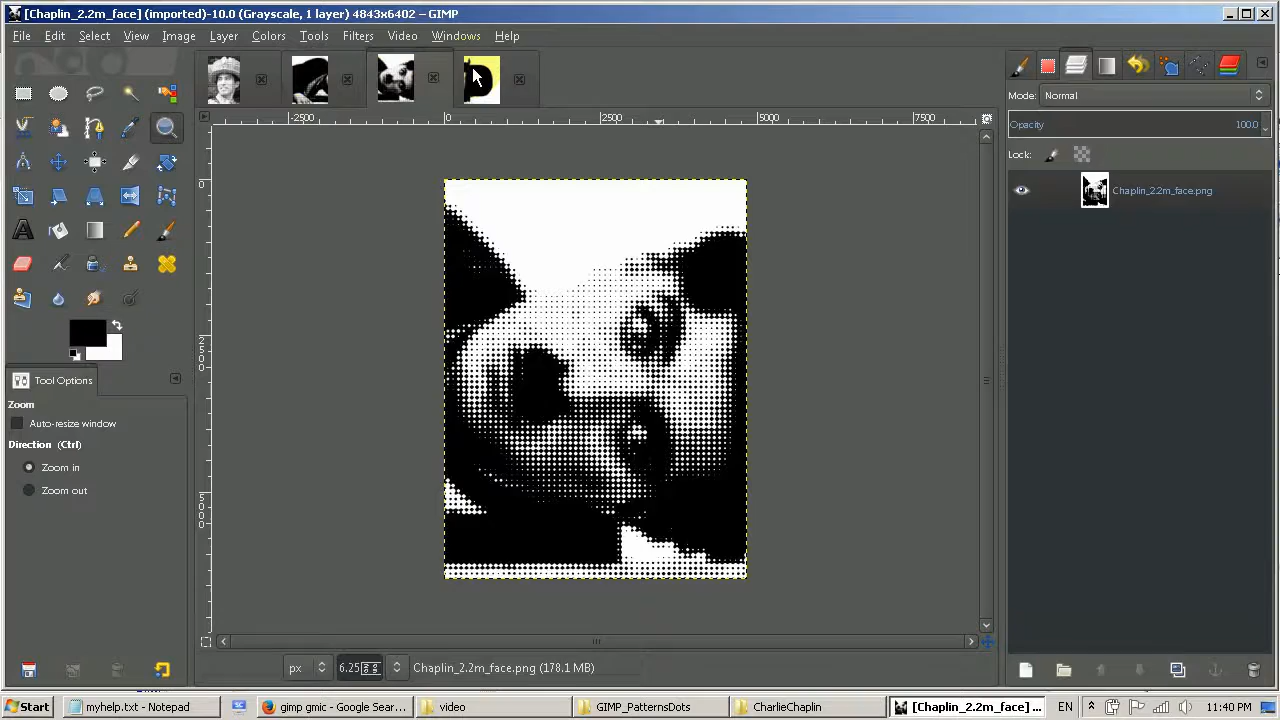 [Chaplin_2.2m_face] (imported)-10.0 (Grayscale, 1 layer) 4843x6402 – GIMP
File Edit Select View Image Layer Colors Tools Filters Video Windows Help
Mode: Normal
Opacity 100.0
Lock:
-2500 0 2500 5000 7500
0
2500
5000
Chaplin_2.2m_face.png
Tool Options
Zoom
Auto-resize window
Direction (Ctrl)
Zoom in
Zoom out
px 6.25 Chaplin_2.2m_face.png (178.1 MB)
Start myhelp.txt - Notepad gimp gmic - Google Sear... video GIMP_PatternsDots CharlieChaplin [Chaplin_2.2m_face] ... EN 11:40 PM